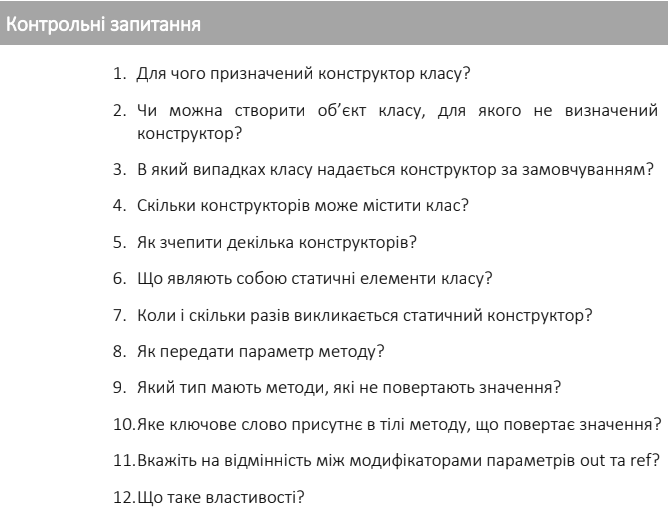 Контрольні запитання
1. Для чого призначений конструктор класу?
2. Чи можна створити об’єкт класу, для якого не визначений
конструктор?
3. В який випадках класу надається конструктор за замовчуванням?
4. Скільки конструкторів може містити клас?
5. Як зчепити декілька конструкторів?
6. Що являють собою статичні елементи класу?
7. Коли і скільки разів викликається статичний конструктор?
8. Як передати параметр методу?
9. Який тип мають методи, які не повертають значення?
10. Яке ключове слово присутнє в тілі методу, що повертає значення?
11. Вкажіть на відмінність між модифікаторами параметрів out та ref?
12. Що таке властивості?